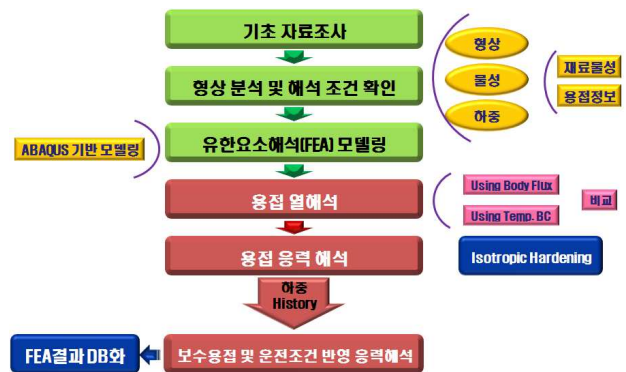 기초 자료조사
형상 분석 및 해석 조건 확인
형상
물성
하중
재료물성
용접정보
ABAQUS 기반 모델링
유한요소해석(FEA) 모델링
용접 열해석
Using Body Flux
Using Temp. BC
비교
용접 응력 해석
Isotropic Hardening
하중
History
FEA결과 DB화
보수용접 및 운전조건 반영 응력해석